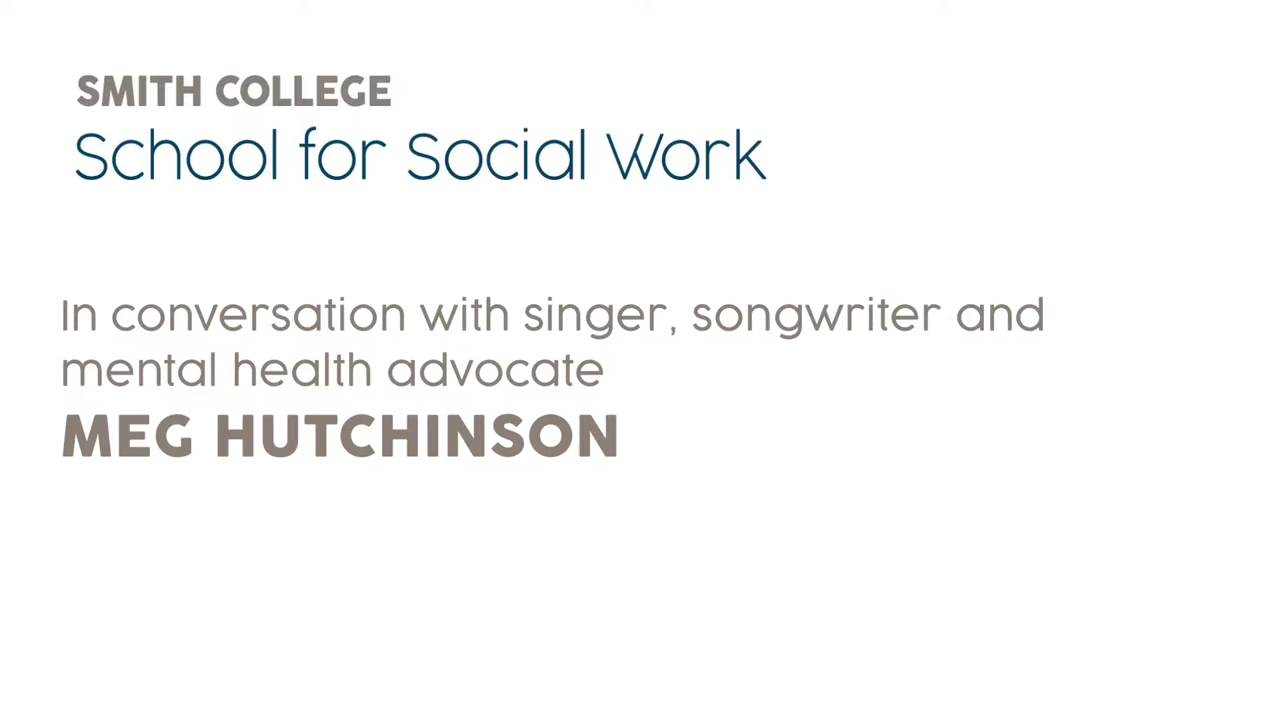 SMITH COLLEGE
School for Social Work
In conversation with singer, songwriter and
mental health advocate
MEG HUTCHINSON